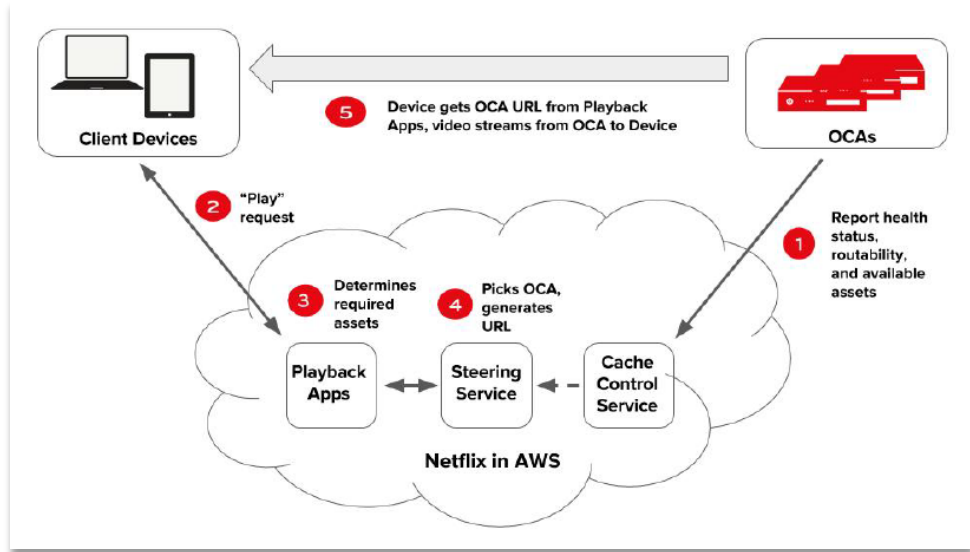 Client Devices
5
Device gets OCA URL from Playback
Apps, video streams from OCA to Device
OCAs
2
"Play"
request
1
Report health
status,
routability,
and available
assets
3
Determines
required
assets
4
Picks OCA,
generates
URL
Playback
Apps
Steering
Service
Cache
Control
Service
Netflix in AWS